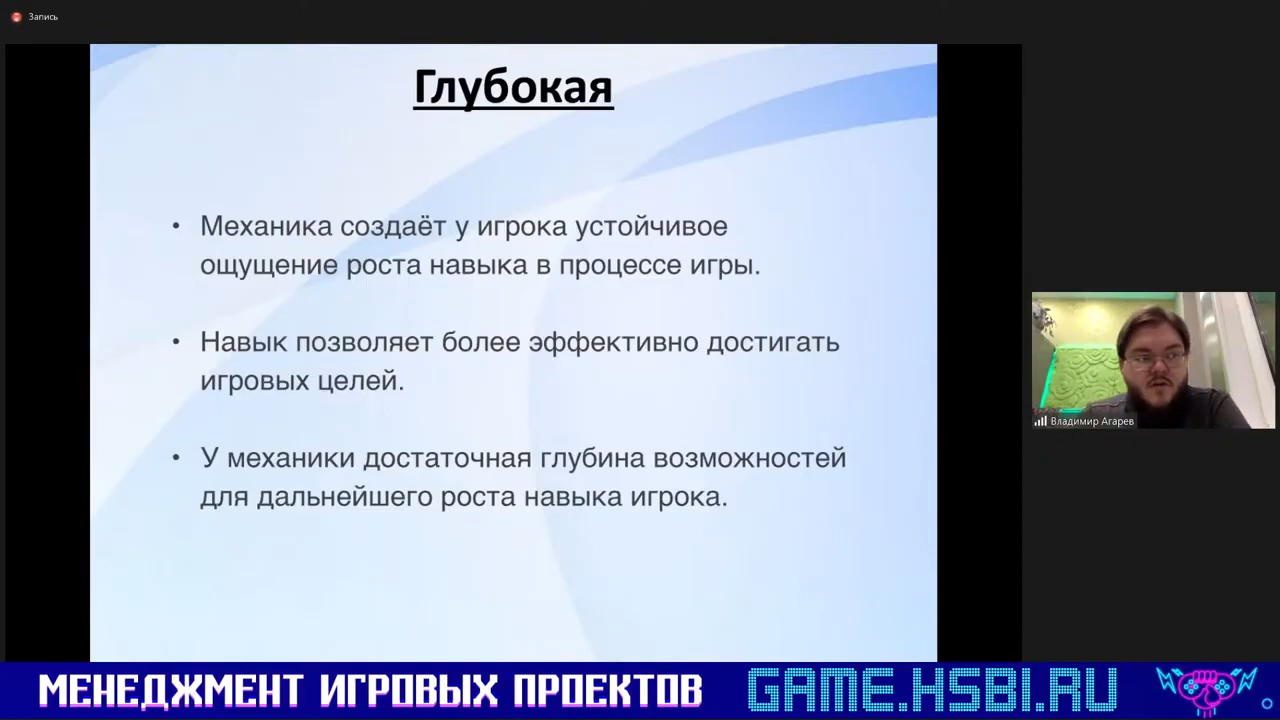 Запись
Глубокая
• Механика создаёт у игрока устойчивое
ощущение роста навыка в процессе игры.
• Навык позволяет более эффективно достигать
игровых целей.
• У механики достаточная глубина возможностей
для дальнейшего роста навыка игрока.
Владимир Агарев
МЕНЕДЖМЕНТ ИГРОВЫХ ПРОЕКТОВ
GAME.HSBI.RU